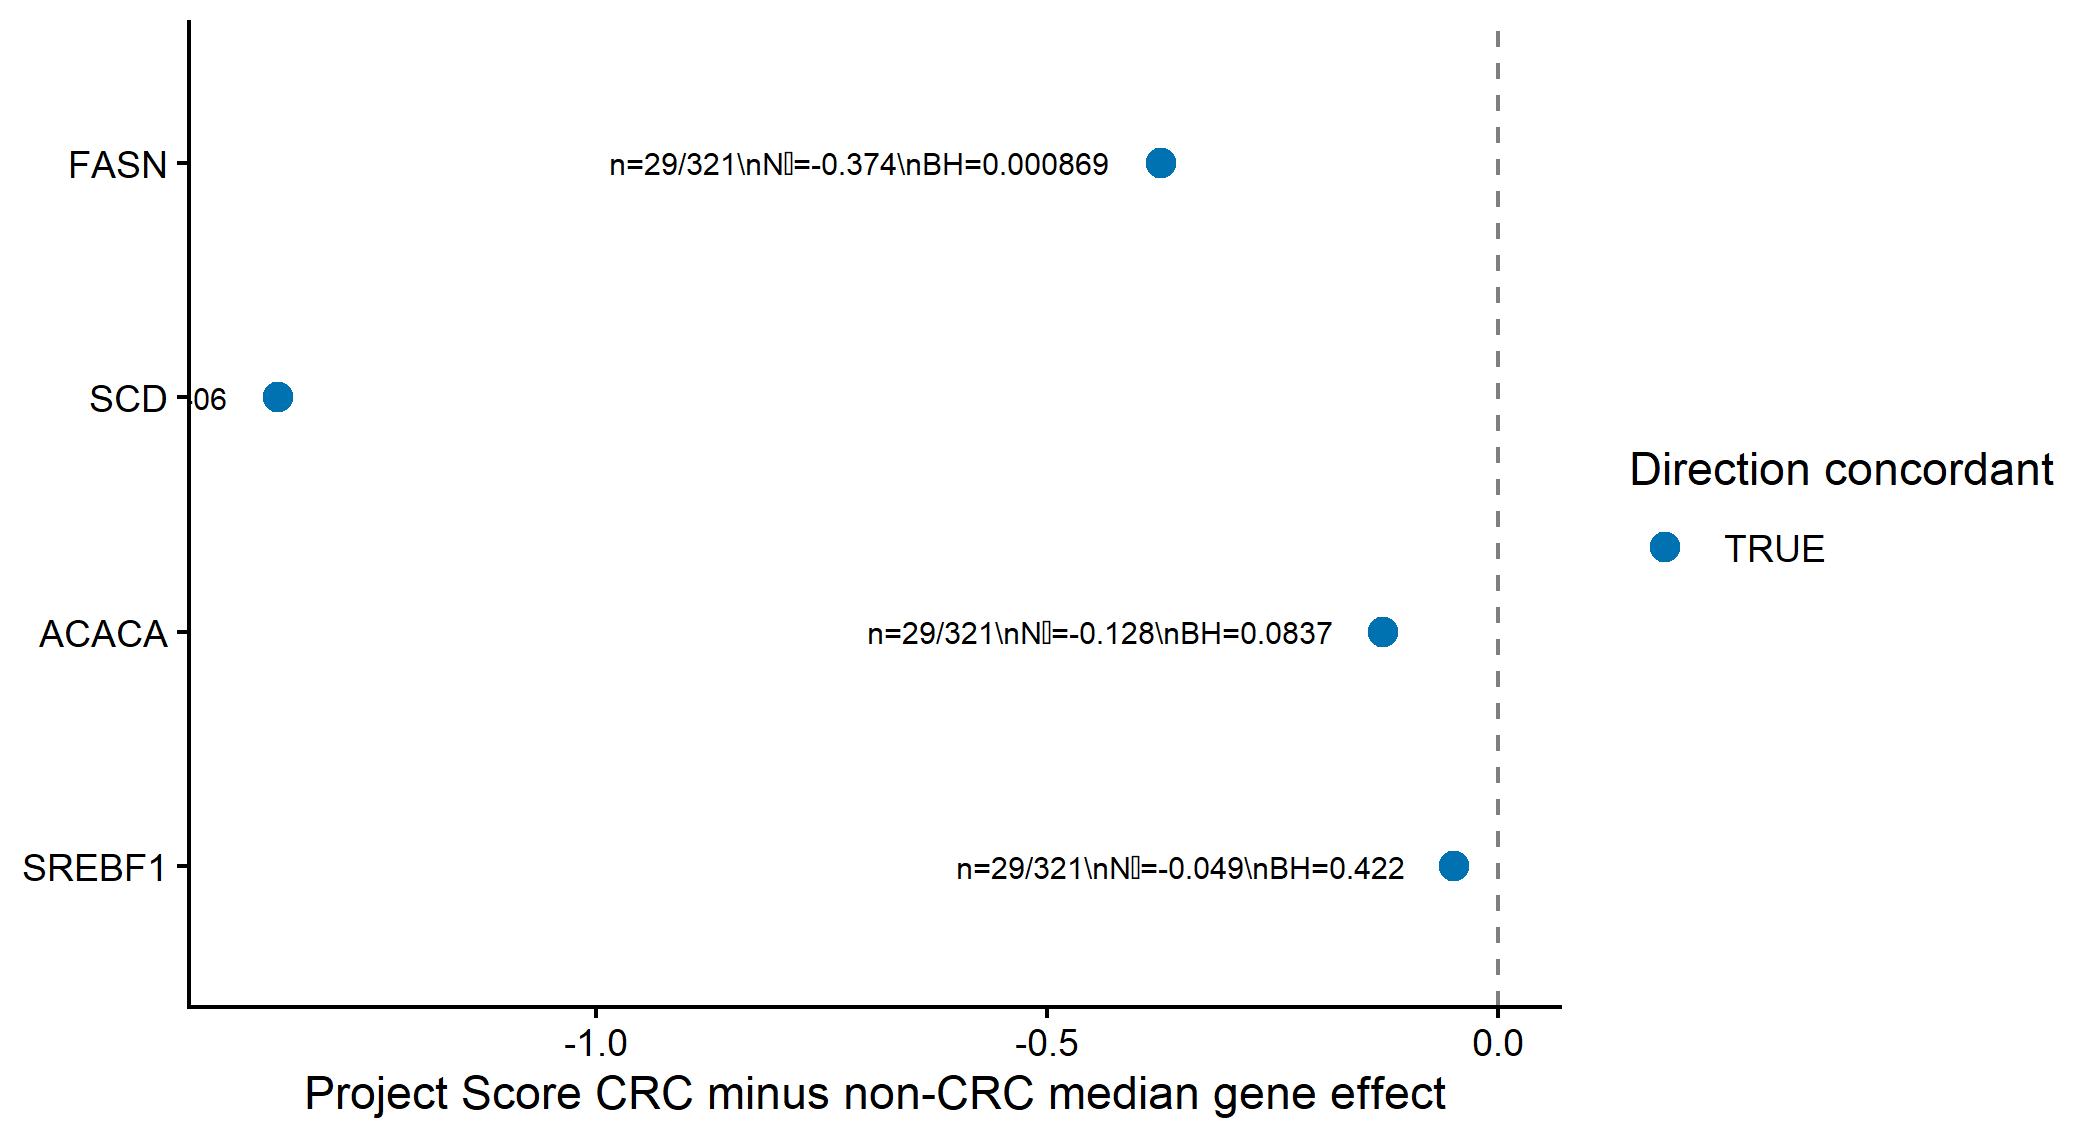 FASN
n=29/321\nN▯=-0.374\nBH=0.000869
SCD
-06
ACACA
n=29/321\nN▯=-0.128\nBH=0.0837
SREBF1
n=29/321\nN▯=-0.049\nBH=0.422
-1.0 -0.5 0.0
Project Score CRC minus non-CRC median gene effect
Direction concordant
TRUE